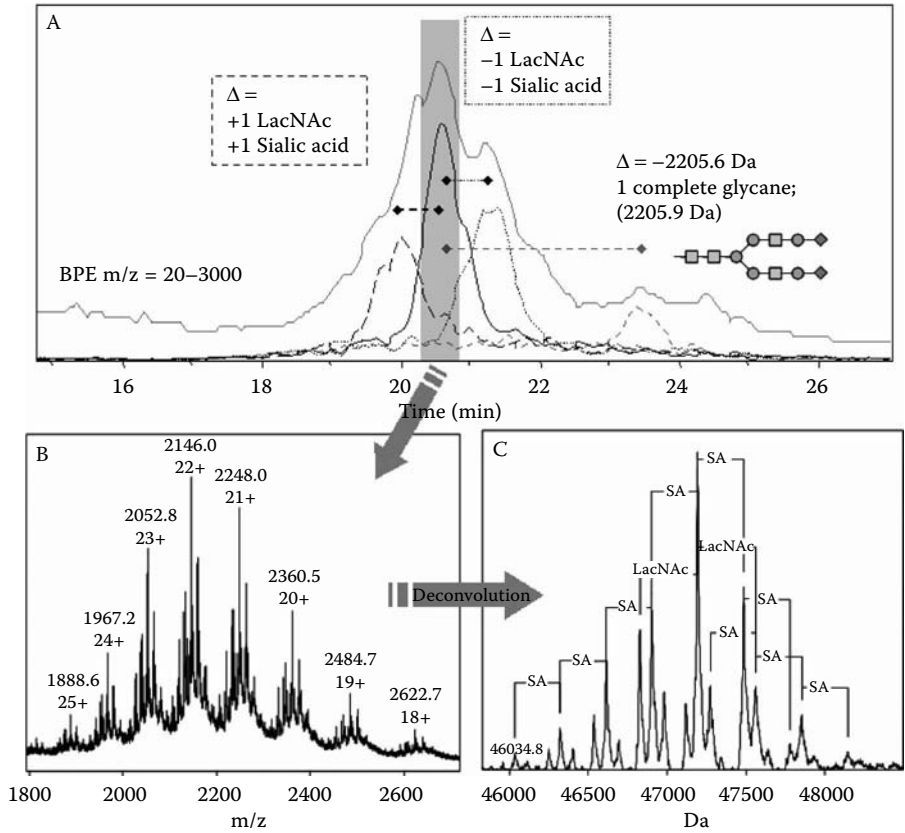 A
Δ =
−1 LacNAc
−1 Sialic acid
Δ =
+1 LacNAc
+1 Sialic acid
Δ = −2205.6 Da
1 complete glycane;
(2205.9 Da)
BPE m/z = 20–3000
16
18
20
22
24
26
Time (min)
B
2146.0
22+
2248.0
21+
2052.8
23+
2360.5
20+
1967.2
24+
2484.7
19+
1888.6
25+
2622.7
18+
1800
2000
2200
2400
2600
m/z
Deconvolution
C
SA
SA
LacNAc
LacNAc
SA
SA
SA
SA
SA
SA
46034.8
46000
46500
47000
47500
48000
Da